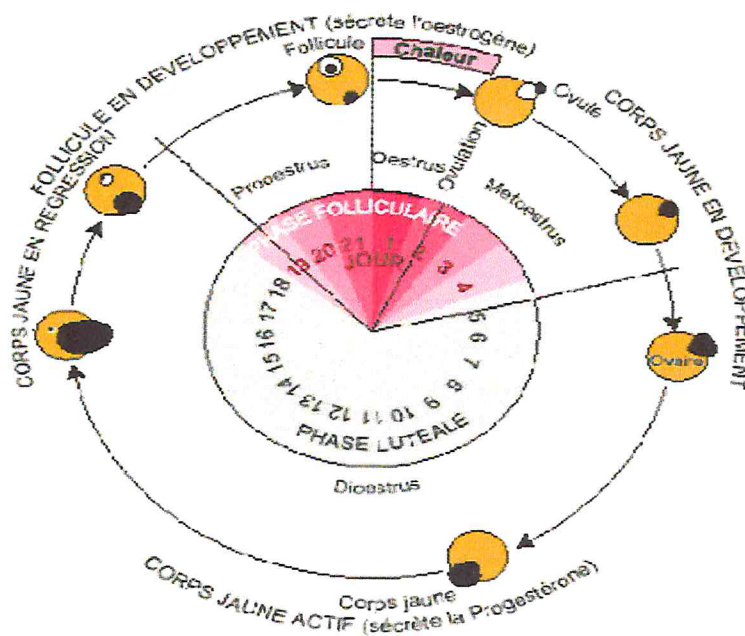 FOLLICULE EN DEVELOPPEMENT (sécrète l'oestrogène)
Follicule
Chaleur
Ovule
CORPS JAUNE EN DEVELOPPEMENT
CORPS JAUNE EN REGRESSION
Prooestrus
Oestrus
Ovulation
Metoestrus
PHASE FOLLICULAIRE
JOUR
1
2
3
4
5
6
7
8
9
10
11
12
13
14
15
16
17
18
19
20
21
PHASE LUTEALE
Ovaire
Dioestrus
Corps jaune
CORPS JAUNE ACTIF (sécrète la Progestérone)